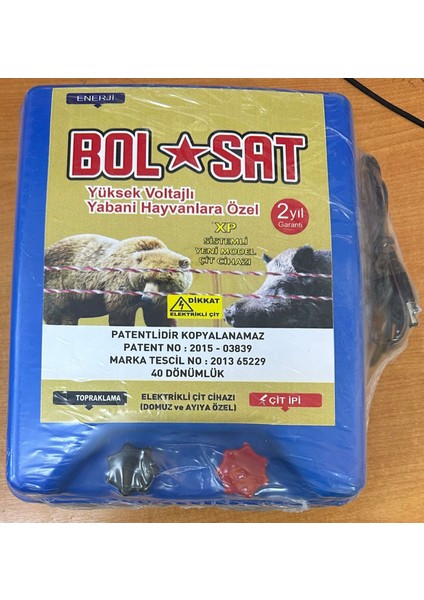 ENERJİ
BOL★SAT
Yüksek Voltajlı
Yabani Hayvanlara Özel
2 yıl
Garanti
XP
SİSTEMLİ
YENİ MODEL
ÇİT CİHAZI
DİKKAT
ELEKTRİKLİ ÇİT
PATENTLİDİR KOPYALANAMAZ
PATENT NO : 2015 - 03839
MARKA TESCİL NO : 2013 65229
40 DÖNÜMLÜK
TOPRAKLAMA
ELEKTRİKLİ ÇİT CİHAZI
(DOMUZ ve AYIYA ÖZEL)
ÇİT İPİ